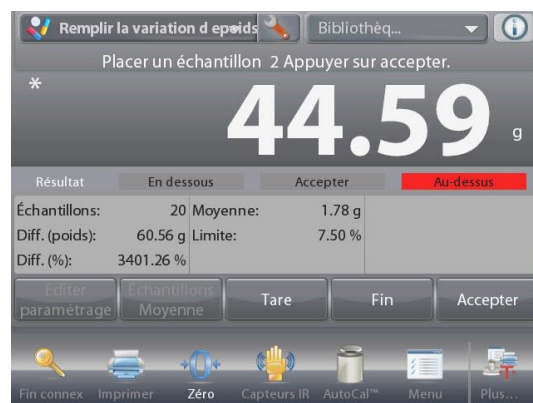 Remplir la variation d epoids
Bibliothèq...
Placer un échantillon 2 Appuyer sur accepter.
*
44.59 g
Résultat En dessous Accepter Au-dessus
Échantillons: 20 Moyenne: 1.78 g
Diff. (poids): 60.56 g Limite: 7.50 %
Diff. (%): 3401.26 %
Editer paramétrage
Échantillons Moyenne
Tare
Fin
Accepter
Fin connex Imprimer Zéro Capteurs IR AutoCal™ Menu Plus...